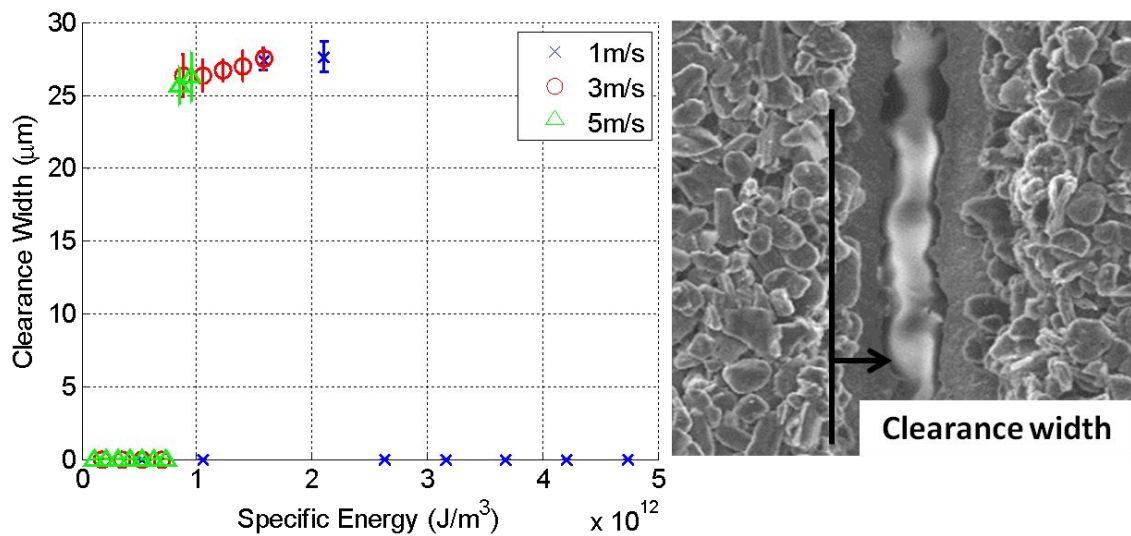 30
25
20
15
10
5
0
Clearance Width (μm)
0 1 2 3 4 5
Specific Energy (J/m³)
x 10¹²
1m/s
3m/s
5m/s
Clearance width